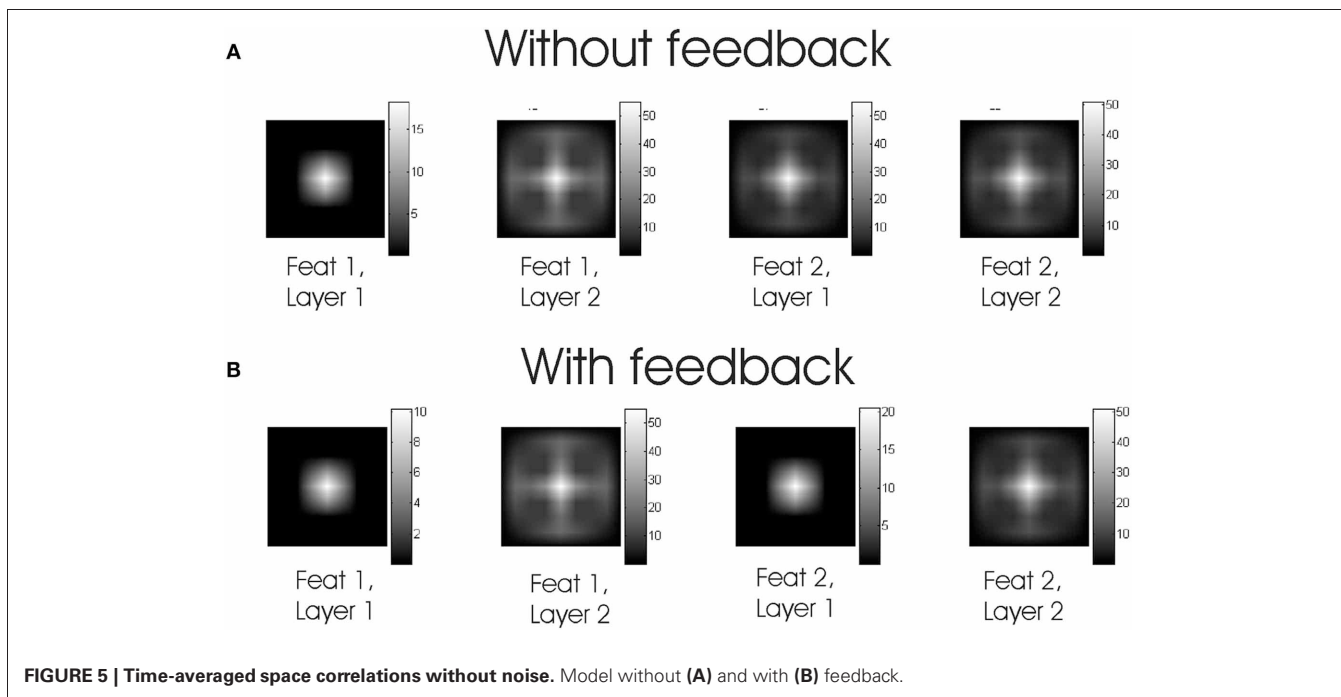 A
Without feedback
15
10
5
50
40
30
20
10
50
40
30
20
10
50
40
30
20
10
Feat 1,
Layer 1
Feat 1,
Layer 2
Feat 2,
Layer 1
Feat 2,
Layer 2
B
With feedback
10
8
6
4
2
50
40
30
20
10
20
15
10
5
50
40
30
20
10
Feat 1,
Layer 1
Feat 1,
Layer 2
Feat 2,
Layer 1
Feat 2,
Layer 2
FIGURE 5 | Time-averaged space correlations without noise. Model without (A) and with (B) feedback.